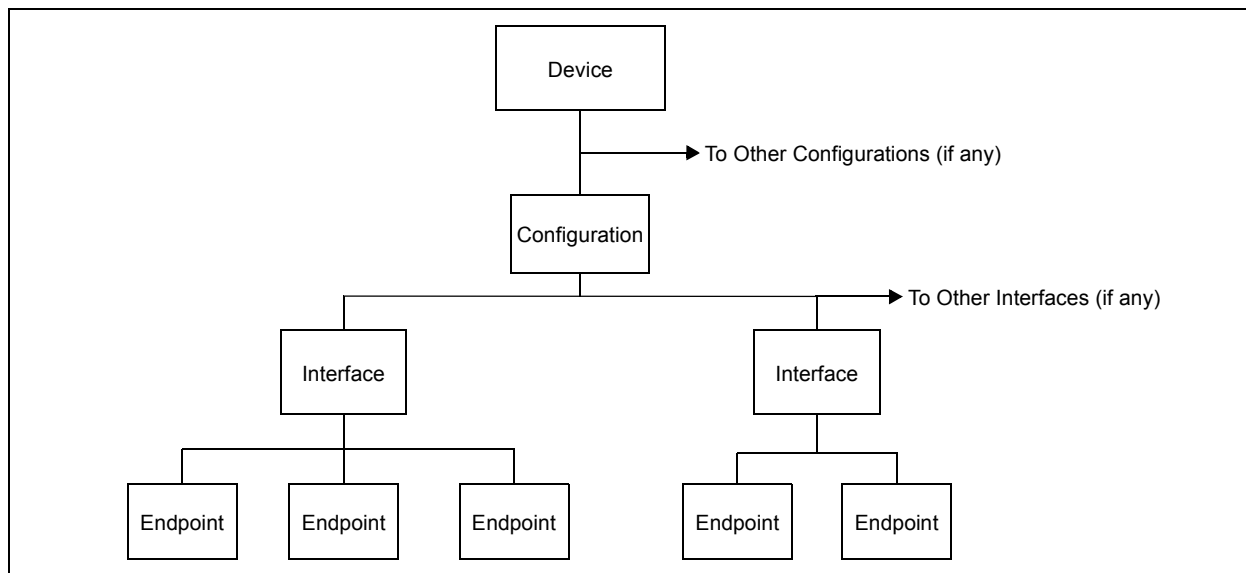 Device
To Other Configurations (if any)
Configuration
To Other Interfaces (if any)
Interface
Interface
Endpoint
Endpoint
Endpoint
Endpoint
Endpoint